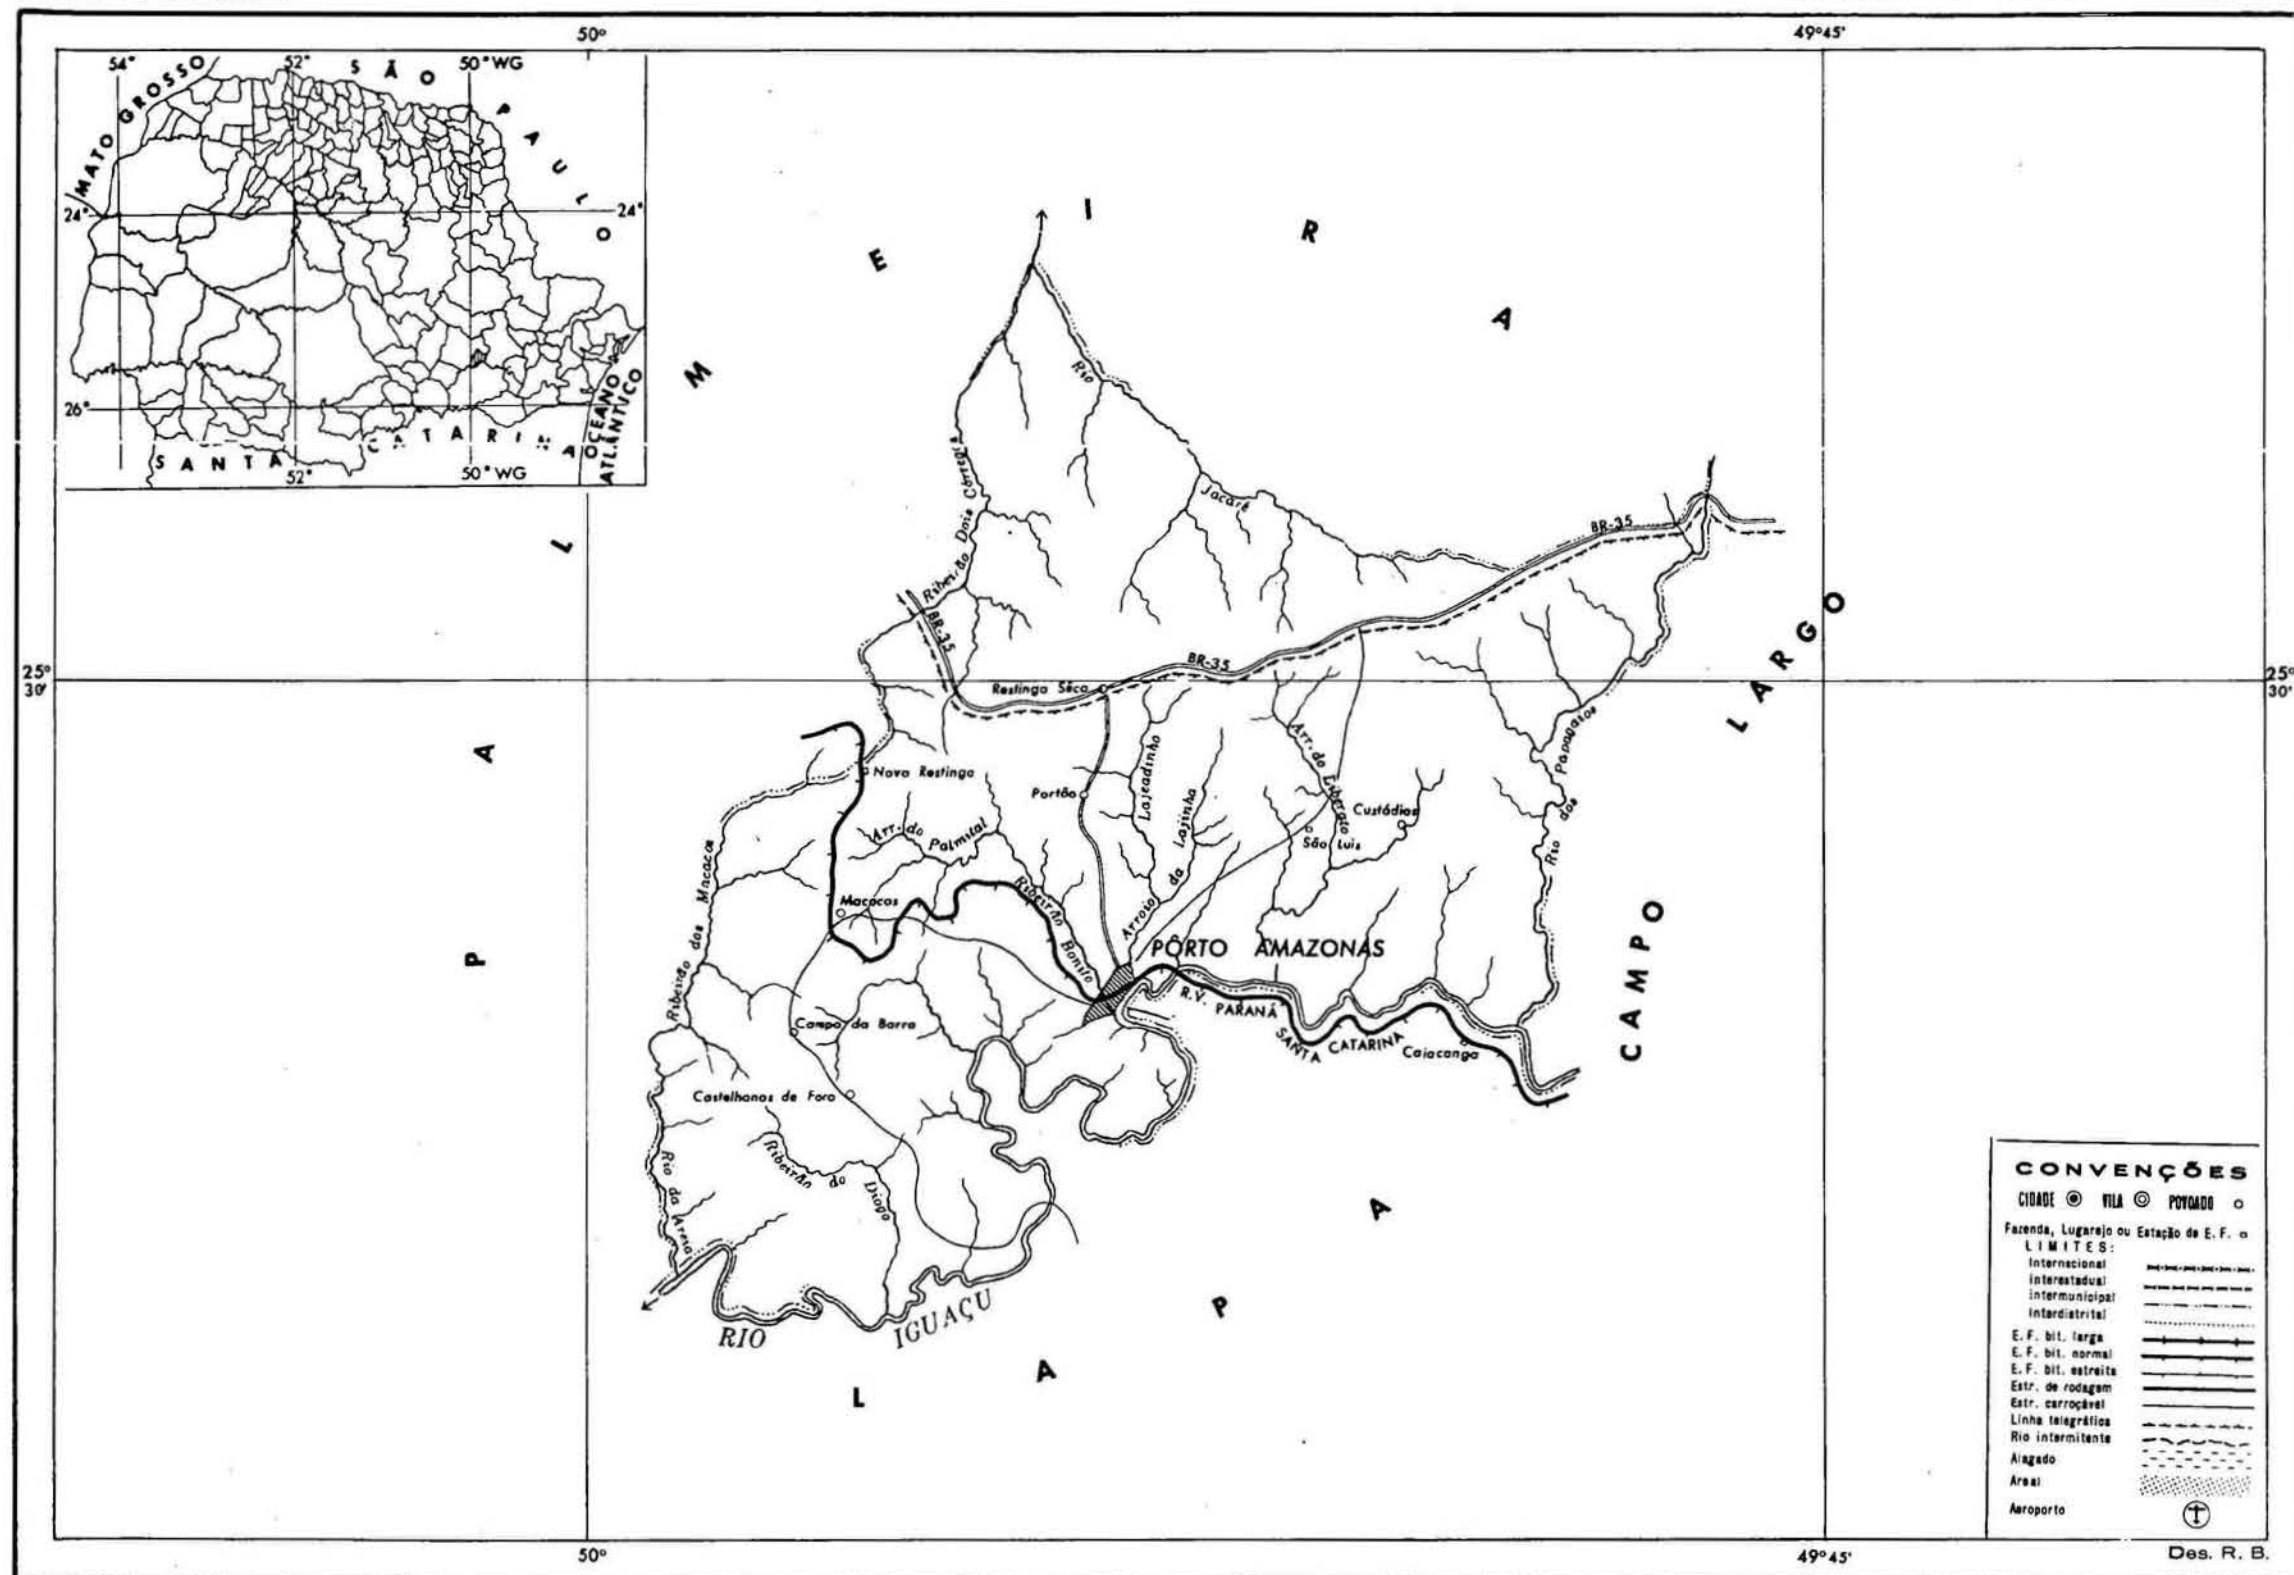 50°
49°45'
54°
52°
50° WG
MATO GROSSO
SÃO PAULO
24°
24°
26°
SANTA CATARINA
OCEANO
ATLÂNTICO
52°
50° WG
PALMEIRA
Rio Jacaré
Ribeirão Dois Córregos
BR-35
BR-35
BR-35
25°
30'
25°
30'
Restinga Sêca
CAMPO LARGO
Nova Restinga
Portão
Lajeadinho
Arroio da Lajinha
Arr. do Liberato
Custódios
São Luis
Rio dos Papagaios
Arr. do Palmital
Ribeirão dos Macacos
Macacos
Ribeirão Bonito
PÔRTO AMAZONAS
R.V. PARANÁ
SANTA CATARINA
Caiacanga
Campo da Barra
Castelhanos de Fora
Ribeirão do Diogo
Rio da Areia
RIO IGUAÇU
LAPA
CONVENÇÕES
CIDADE VILA POVOADO
Fazenda, Lugarejo ou Estação de E. F.
LIMITES:
Internacional
interestadual
intermunicipal
Interdistrital
E. F. bit. larga
E. F. bit. normal
E. F. bit. estreita
Estr. de rodagem
Estr. carroçável
Linha telegráfica
Rio intermitente
Alagado
Areal
Aeroporto
50°
49°45'
Des. R. B.